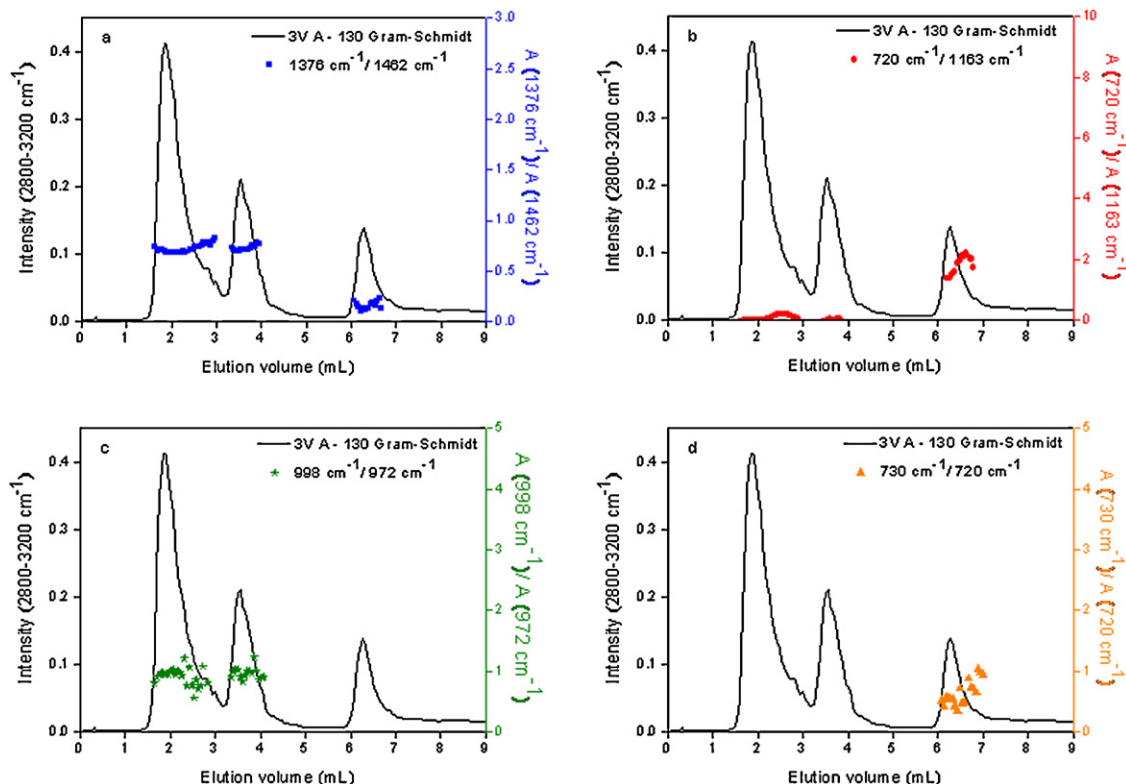 a
3V A - 130 Gram-Schmidt
1376 cm⁻¹/ 1462 cm⁻¹
Intensity (2800-3200 cm⁻¹)
0.4
0.3
0.2
0.1
0.0
3.0
2.5
2.0
1.5
1.0
0.5
0.0
A (1376 cm⁻¹)/ A (1462 cm⁻¹)
0 1 2 3 4 5 6 7 8 9
Elution volume (mL)
b
3V A - 130 Gram-Schmidt
720 cm⁻¹/ 1163 cm⁻¹
Intensity (2800-3200 cm⁻¹)
0.4
0.3
0.2
0.1
0.0
10
8
6
4
2
0
A (720 cm⁻¹)/ A (1163 cm⁻¹)
0 1 2 3 4 5 6 7 8 9
Elution volume (mL)
c
3V A - 130 Gram-Schmidt
998 cm⁻¹/ 972 cm⁻¹
Intensity (2800-3200 cm⁻¹)
0.4
0.3
0.2
0.1
0.0
5
4
3
2
1
0
A (998 cm⁻¹)/ A (972 cm⁻¹)
0 1 2 3 4 5 6 7 8 9
Elution volume (mL)
d
3V A - 130 Gram-Schmidt
730 cm⁻¹/ 720 cm⁻¹
Intensity (2800-3200 cm⁻¹)
0.4
0.3
0.2
0.1
0.0
5
4
3
2
1
0
A (730 cm⁻¹)/ A (720 cm⁻¹)
0 1 2 3 4 5 6 7 8 9
Elution volume (mL)